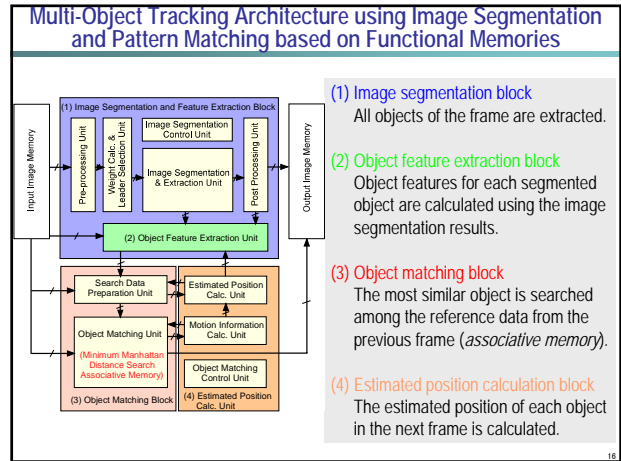 Multi-Object Tracking Architecture using Image Segmentation
and Pattern Matching based on Functional Memories
(1) Image Segmentation and Feature Extraction Block
Input Image Memory
Pre-processing Unit
Weight Calc. &
Leader Selection Unit
Image Segmentation
Control Unit
Image Segmentation
& Extraction Unit
Post Processing Unit
Output Image Memory
(2) Object Feature Extraction Unit
Search Data
Preparation Unit
Estimated Position
Calc. Unit
Object Matching Unit
(Minimum Manhattan
Distance Search
Associative Memory)
Motion Information
Calc. Unit
Object Matching
Control Unit
(3) Object Matching Block
(4) Estimated Position
Calc. Unit
(1) Image segmentation block
All objects of the frame are extracted.
(2) Object feature extraction block
Object features for each segmented
object are calculated using the image
segmentation results.
(3) Object matching block
The most similar object is searched
among the reference data from the
previous frame (associative memory).
(4) Estimated position calculation block
The estimated position of each object
in the next frame is calculated.
16